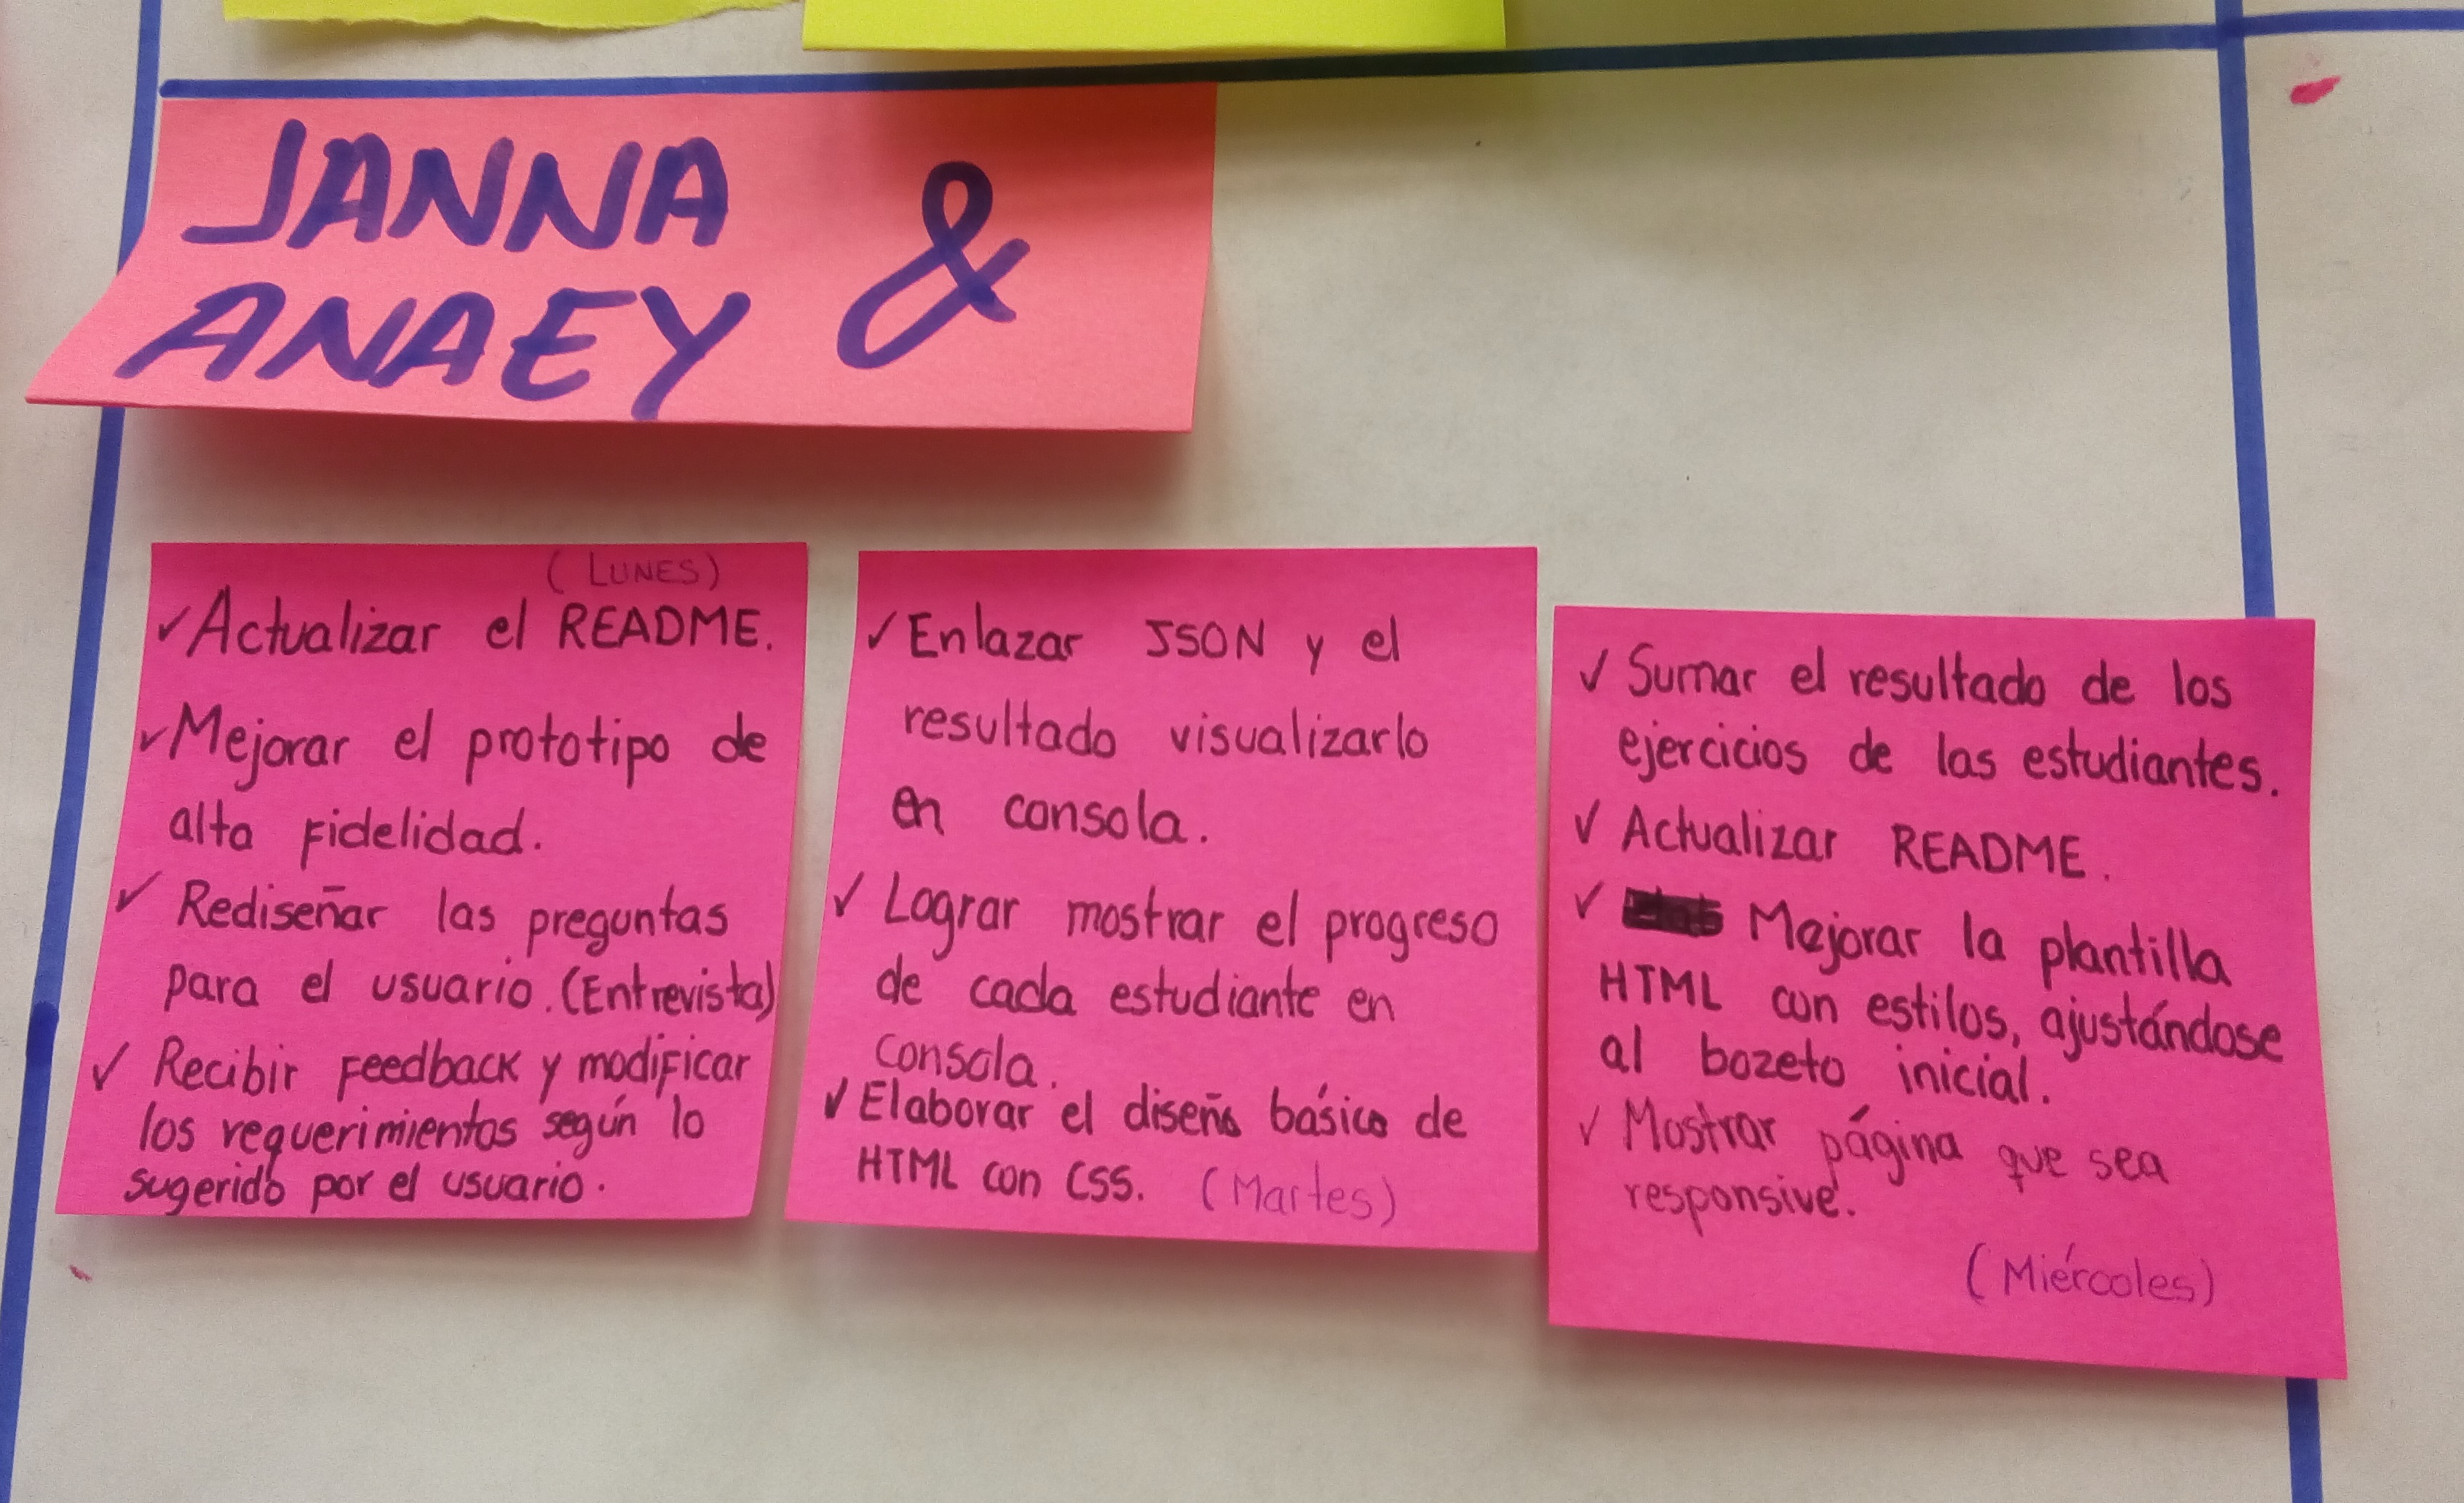 JANNA &
ANAEY
(LUNES)
✓ Actualizar el README.
✓ Mejorar el prototipo de
alta fidelidad.
✓ Rediseñar las preguntas
para el usuario. (Entrevista)
✓ Recibir feedback y modificar
los requerimientos según lo
sugerido por el usuario.
✓ Enlazar JSON y el
resultado visualizarlo
en consola.
✓ Lograr mostrar el progreso
de cada estudiante en
consola.
✓ Elaborar el diseño básico de
HTML con CSS. (Martes)
✓ Sumar el resultado de los
ejercicios de las estudiantes.
✓ Actualizar README.
✓ Mejorar la plantilla
HTML con estilos, ajustándose
al bozeto inicial.
✓ Mostrar página que sea
responsive.
(Miércoles)